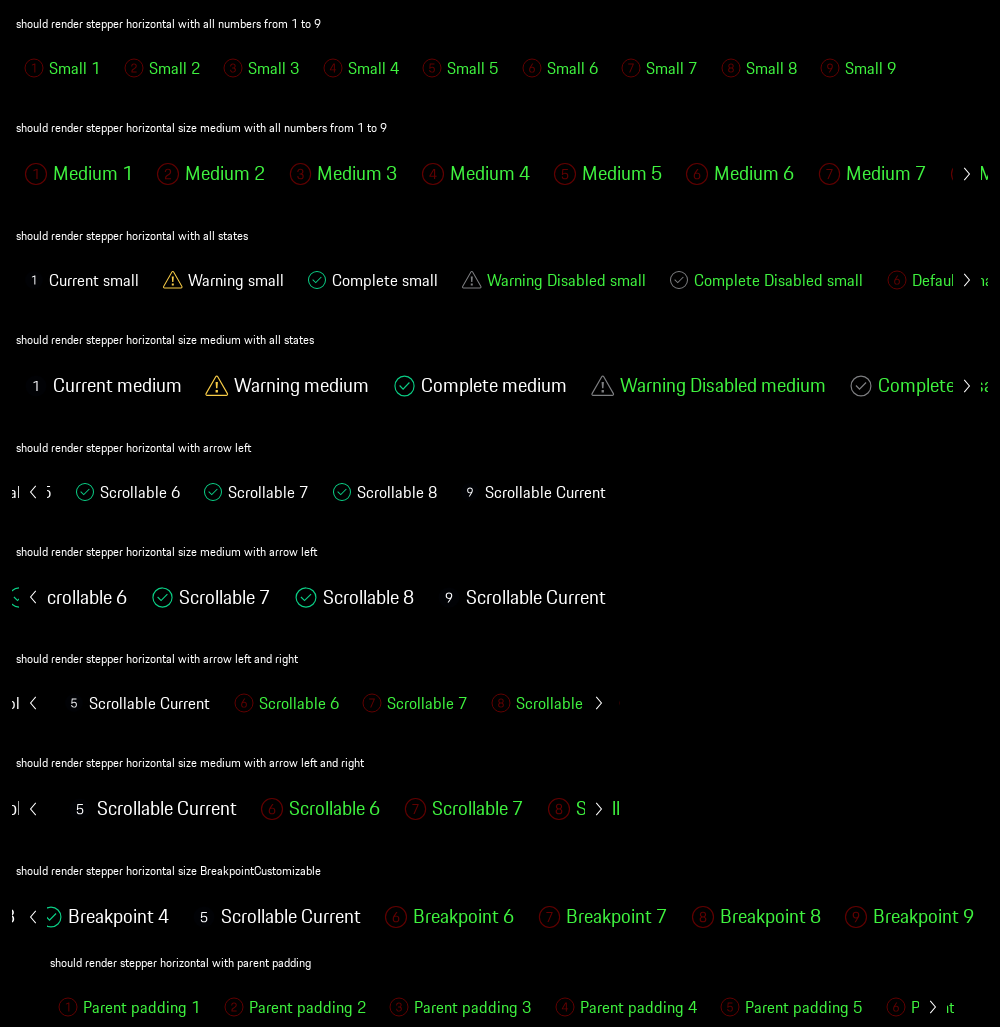 should render stepper horizontal with all numbers from 1 to 9
1 Small 1 2 Small 2 3 Small 3 4 Small 4 5 Small 5 6 Small 6 7 Small 7 8 Small 8 9 Small 9
should render stepper horizontal size medium with all numbers from 1 to 9
1 Medium 1 2 Medium 2 3 Medium 3 4 Medium 4 5 Medium 5 6 Medium 6 7 Medium 7
should render stepper horizontal with all states
1 Current small Warning small Complete small Warning Disabled small Complete Disabled small 6 Defaul
should render stepper horizontal size medium with all states
1 Current medium Warning medium Complete medium Warning Disabled medium Complete
should render stepper horizontal with arrow left
5 Scrollable 6 Scrollable 7 Scrollable 8 9 Scrollable Current
should render stepper horizontal size medium with arrow left
crollable 6 Scrollable 7 Scrollable 8 9 Scrollable Current
should render stepper horizontal with arrow left and right
5 Scrollable Current 6 Scrollable 6 7 Scrollable 7 8 Scrollable
should render stepper horizontal size medium with arrow left and right
5 Scrollable Current 6 Scrollable 6 7 Scrollable 7 8 S ll
should render stepper horizontal size BreakpointCustomizable
Breakpoint 4 5 Scrollable Current 6 Breakpoint 6 7 Breakpoint 7 8 Breakpoint 8 9 Breakpoint 9
should render stepper horizontal with parent padding
1 Parent padding 1 2 Parent padding 2 3 Parent padding 3 4 Parent padding 4 5 Parent padding 5 6 P t